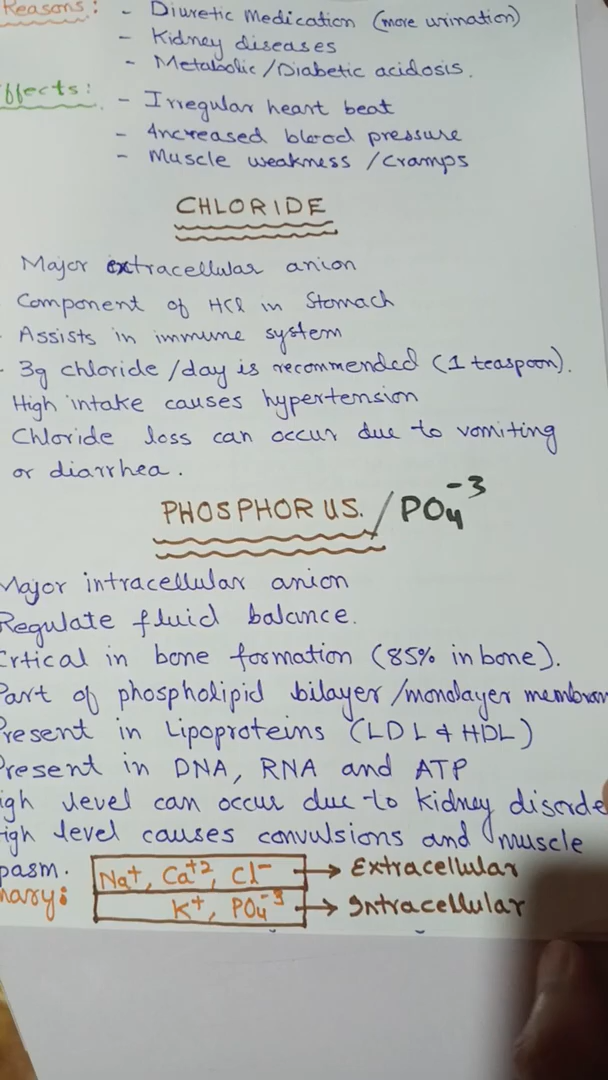 Reasons: - Diuretic Medication (more urination)
- Kidney diseases
- Metabolic/Diabetic acidosis.
ffects: - Irregular heart beat
- Increased blood pressure
- Muscle weakness /Cramps
CHLORIDE
Major extracellular anion
Component of HCl in Stomach
- Assists in immune system
- 3g chloride/day is recommended (1 teaspoon).
High intake causes hypertension
Chloride loss can occur due to vomiting
or diarrhea.
PHOSPHORUS. / PO4-3
Major intracellular anion
Regulate fluid balance.
Crtical in bone formation (85% in bone).
Part of phospholipid bilayer/monolayer membran
Present in Lipoproteins (LDL & HDL)
Present in DNA, RNA and ATP
igh level can occur due to kidney disorde
High level causes convulsions and muscle
pasm. Na+, Ca+2, Cl- → Extracellular
mary: K+, PO4-3 → Intracellular